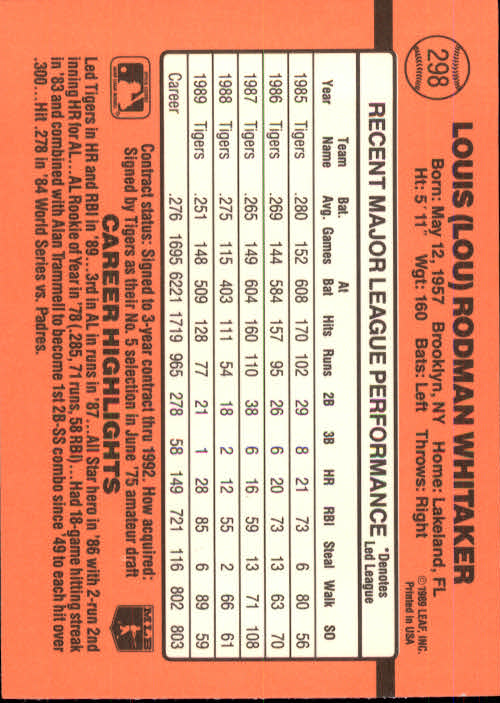 298
LOUIS (LOU) RODMAN WHITAKER
Born: May 12, 1957 Brooklyn, NY Home: Lakeland, FL
Ht: 5' 11" Wgt: 160 Bats: Left Throws: Right
© 1989 LEAF, INC.
Printed in USA
RECENT MAJOR LEAGUE PERFORMANCE *Denotes Led League
Year Team Name Bat. Avg. Games At Bat Hits Runs 2B 3B HR RBI Steal Walk SO
1985 Tigers .280 152 608 170 102 29 8 21 73 6 80 56
1986 Tigers .269 144 584 157 95 26 6 20 73 13 63 70
1987 Tigers .265 149 604 160 110 38 6 16 59 13 71 108
1988 Tigers .275 115 403 111 54 18 2 12 55 2 66 61
1989 Tigers .251 148 509 128 77 21 1 28 85 6 89 59
Career .276 1695 6221 1719 965 278 58 149 721 116 802 803
Contract status: Signed to 3-year contract thru 1992. How acquired:
Signed by Tigers as their No. 5 selection in June '75 amateur draft
MLB
CAREER HIGHLIGHTS
Led Tigers in HR and RBI in '89...3rd in AL in runs in '87...All Star hero in '86 with 2-run 2nd
inning HR for AL...AL Rookie of Year in '78 (.285, 71 runs, 58 RBI)...Had 18-game hitting streak
in '83 and combined with Alan Trammell to become 1st 2B-SS combo since '49 to each hit over
.300...Hit .278 in '84 World Series vs. Padres.